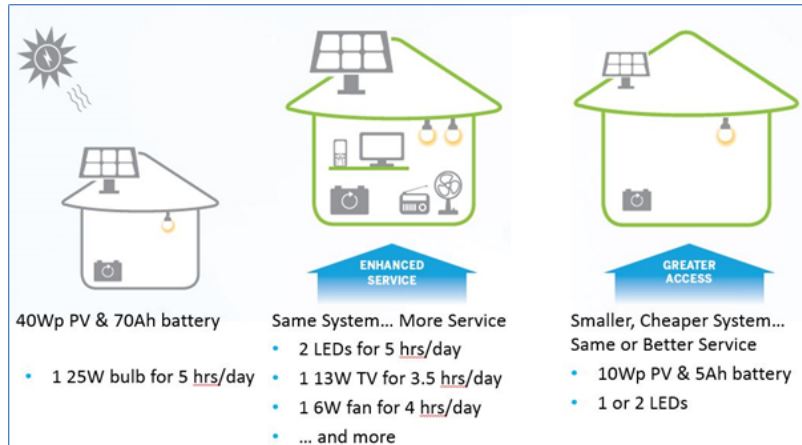 ENHANCED
SERVICE
GREATER
ACCESS
40Wp PV & 70Ah battery
• 1 25W bulb for 5 hrs/day
Same System... More Service
• 2 LEDs for 5 hrs/day
• 1 13W TV for 3.5 hrs/day
• 1 6W fan for 4 hrs/day
• ... and more
Smaller, Cheaper System...
Same or Better Service
• 10Wp PV & 5Ah battery
• 1 or 2 LEDs